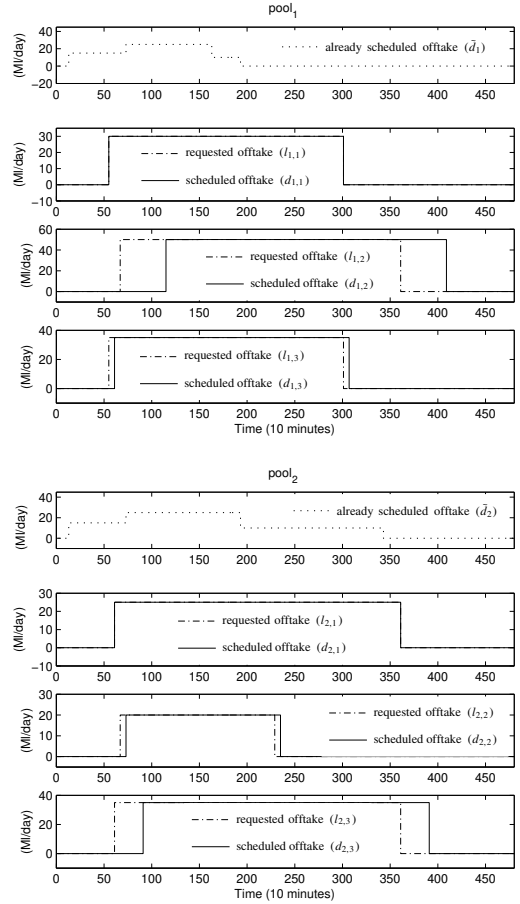 pool₁
(Ml/day)
40
20
0
−20
already scheduled offtake (d̄₁)
0 50 100 150 200 250 300 350 400 450
(Ml/day)
30
20
10
0
−10
requested offtake (l₁,₁)
scheduled offtake (d₁,₁)
0 50 100 150 200 250 300 350 400 450
(Ml/day)
60
40
20
0
requested offtake (l₁,₂)
scheduled offtake (d₁,₂)
0 50 100 150 200 250 300 350 400 450
(Ml/day)
40
20
0
requested offtake (l₁,₃)
scheduled offtake (d₁,₃)
0 50 100 150 200 250 300 350 400 450
Time (10 minutes)
pool₂
(Ml/day)
40
20
0
already scheduled offtake (d̄₂)
0 50 100 150 200 250 300 350 400 450
(Ml/day)
30
20
10
0
−10
requested offtake (l₂,₁)
scheduled offtake (d₂,₁)
0 50 100 150 200 250 300 350 400 450
(Ml/day)
30
20
10
0
requested offtake (l₂,₂)
scheduled offtake (d₂,₂)
0 50 100 150 200 250 300 350 400 450
(Ml/day)
40
20
0
requested offtake (l₂,₃)
scheduled offtake (d₂,₃)
0 50 100 150 200 250 300 350 400 450
Time (10 minutes)